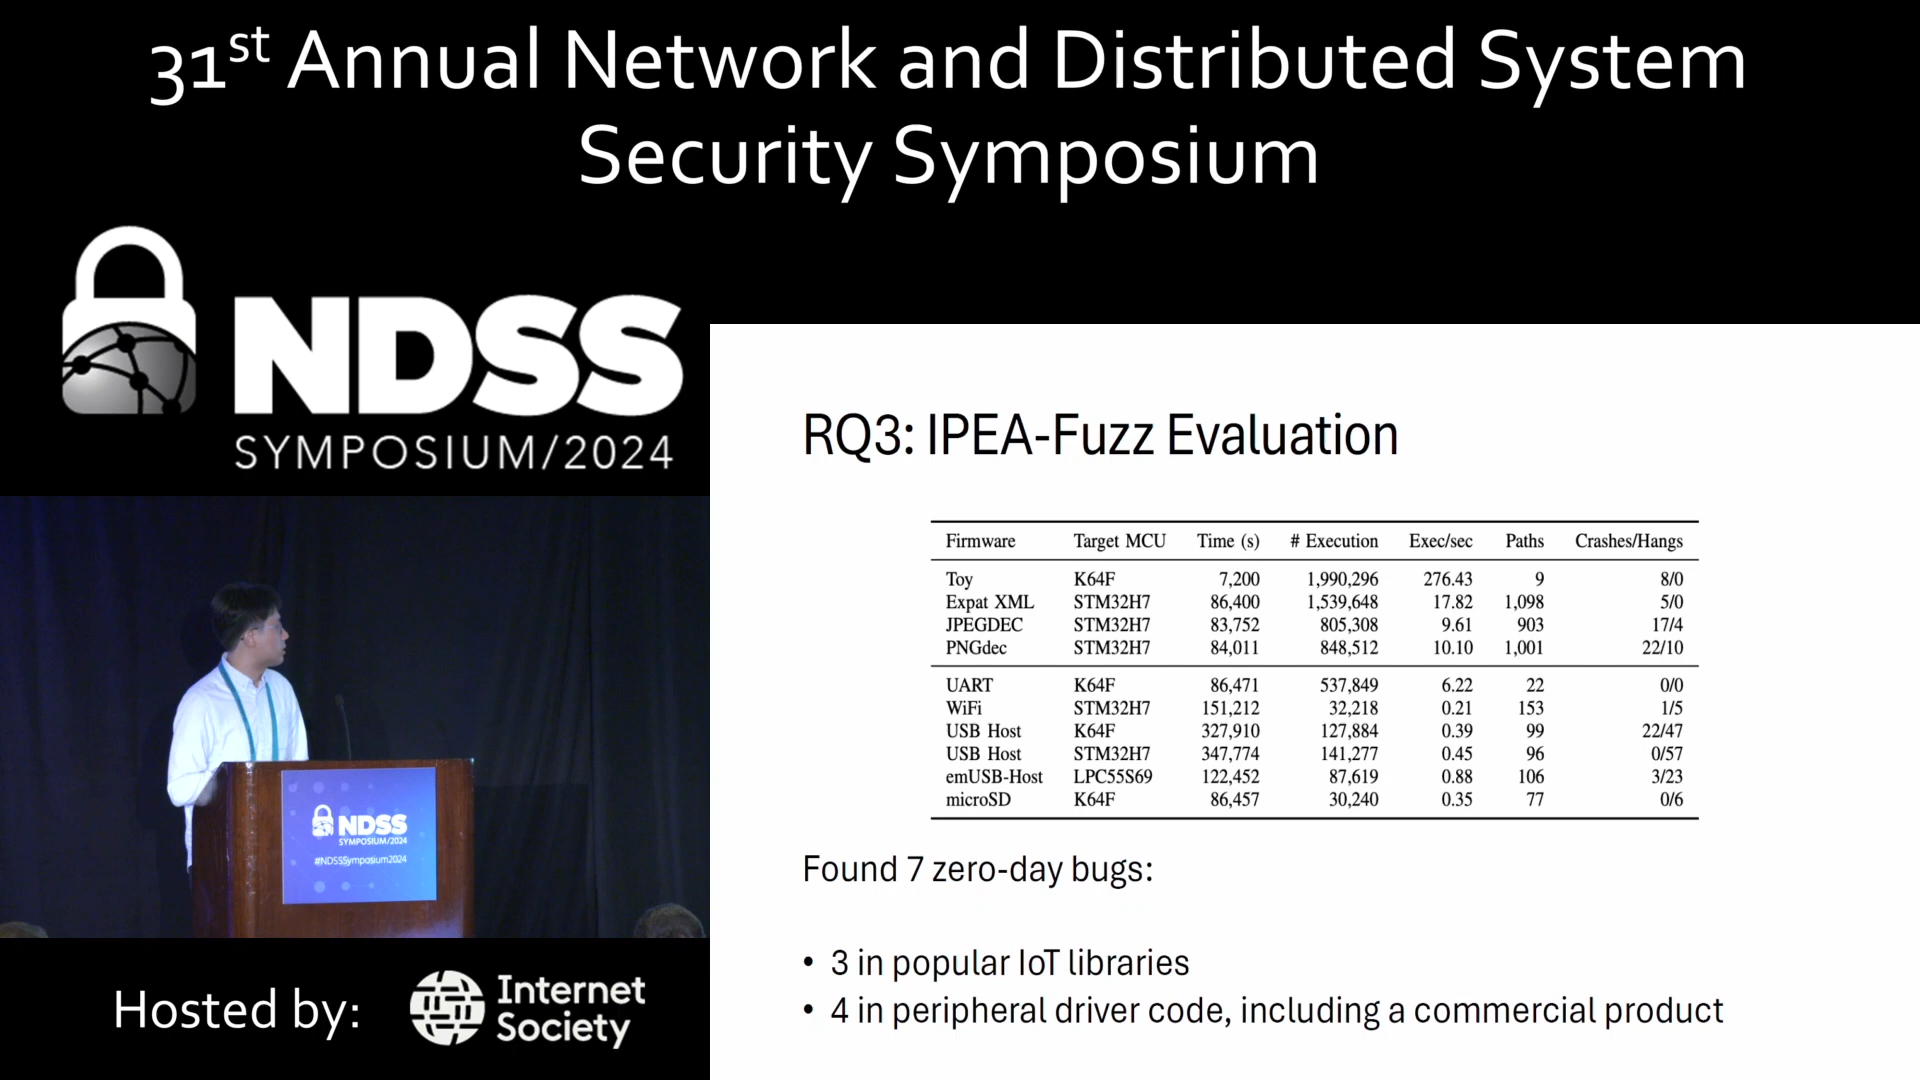 31st Annual Network and Distributed System
Security Symposium
NDSS
SYMPOSIUM/2024
RQ3: IPEA-Fuzz Evaluation
Firmware Target MCU Time (s) # Execution Exec/sec Paths Crashes/Hangs
Toy K64F 7,200 1,990,296 276.43 9 8/0
Expat XML STM32H7 86,400 1,539,648 17.82 1,098 5/0
JPEGDEC STM32H7 83,752 805,308 9.61 903 17/4
PNGdec STM32H7 84,011 848,512 10.10 1,001 22/10
UART K64F 86,471 537,849 6.22 22 0/0
WiFi STM32H7 151,212 32,218 0.21 153 1/5
USB Host K64F 327,910 127,884 0.39 99 22/47
USB Host STM32H7 347,774 141,277 0.45 96 0/57
emUSB-Host LPC55S69 122,452 87,619 0.88 106 3/23
microSD K64F 86,457 30,240 0.35 77 0/6
Found 7 zero-day bugs:
• 3 in popular IoT libraries
• 4 in peripheral driver code, including a commercial product
NDSS
SYMPOSIUM/2024
#NDSSSymposium2024
Hosted by:
Internet
Society